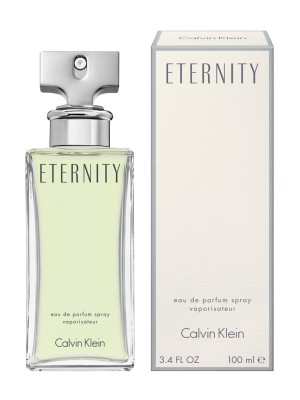 ETERNITY
eau de parfum spray
vaporisateur
Calvin Klein
ETERNITY
eau de parfum spray
vaporisateur
Calvin Klein
3.4 FL OZ 100 ml ℮